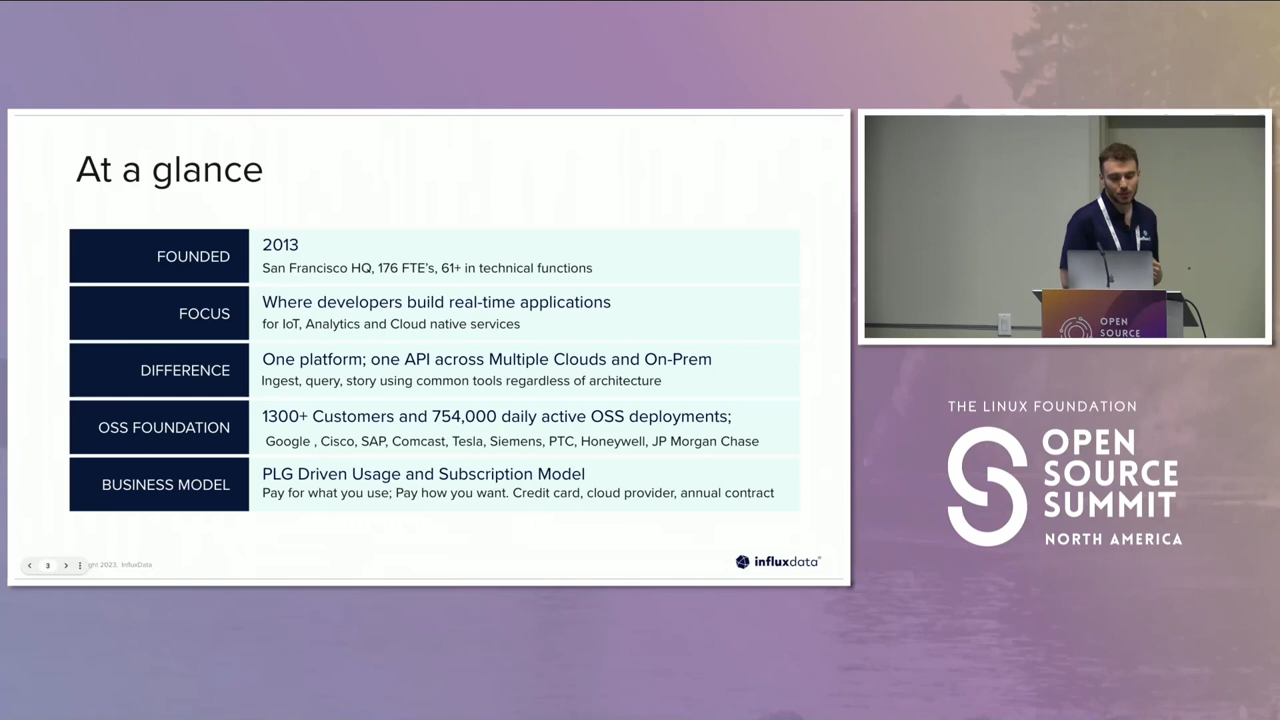 At a glance
FOUNDED
2013
San Francisco HQ, 176 FTE's, 61+ in technical functions
FOCUS
Where developers build real-time applications
for IoT, Analytics and Cloud native services
DIFFERENCE
One platform; one API across Multiple Clouds and On-Prem
Ingest, query, story using common tools regardless of architecture
OSS FOUNDATION
1300+ Customers and 754,000 daily active OSS deployments;
Google , Cisco, SAP, Comcast, Tesla, Siemens, PTC, Honeywell, JP Morgan Chase
BUSINESS MODEL
PLG Driven Usage and Subscription Model
Pay for what you use; Pay how you want. Credit card, cloud provider, annual contract
3
ght 2023, InfluxData
influxdata
OPEN
SOURCE
THE LINUX FOUNDATION
OPEN
SOURCE
SUMMIT
NORTH AMERICA